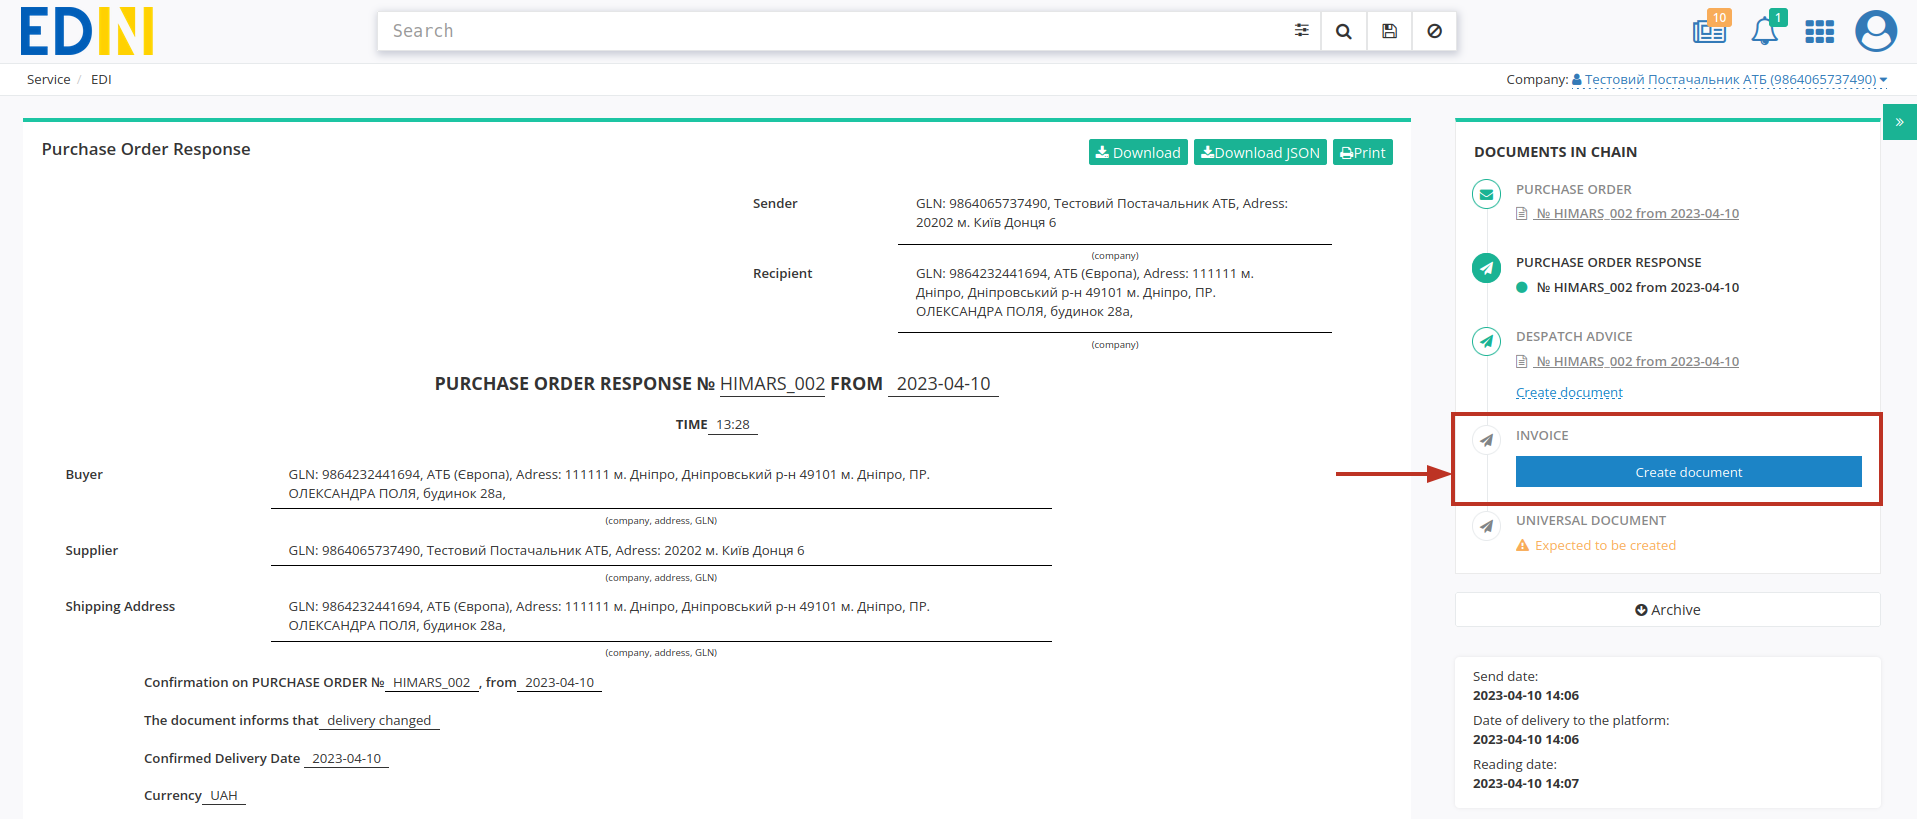 EDIN
Search
10
1
Service / EDI
Company: Тестовий Постачальник АТБ (9864065737490)
Purchase Order Response
Download
Download JSON
Print
Sender
GLN: 9864065737490, Тестовий Постачальник АТБ, Adress:
20202 м. Київ Донця 6
(company)
Recipient
GLN: 9864232441694, АТБ (Європа), Adress: 111111 м.
Дніпро, Дніпровський р-н 49101 м. Дніпро, ПР.
ОЛЕКСАНДРА ПОЛЯ, будинок 28а,
(company)
PURCHASE ORDER RESPONSE № HIMARS_002 FROM 2023-04-10
TIME 13:28
Buyer
GLN: 9864232441694, АТБ (Європа), Adress: 111111 м. Дніпро, Дніпровський р-н 49101 м. Дніпро, ПР.
ОЛЕКСАНДРА ПОЛЯ, будинок 28а,
(company, address, GLN)
Supplier
GLN: 9864065737490, Тестовий Постачальник АТБ, Adress: 20202 м. Київ Донця 6
(company, address, GLN)
Shipping Address
GLN: 9864232441694, АТБ (Європа), Adress: 111111 м. Дніпро, Дніпровський р-н 49101 м. Дніпро, ПР.
ОЛЕКСАНДРА ПОЛЯ, будинок 28а,
(company, address, GLN)
Confirmation on PURCHASE ORDER № HIMARS_002 , from 2023-04-10
The document informs that delivery changed
Confirmed Delivery Date 2023-04-10
Currency UAH
»
DOCUMENTS IN CHAIN
PURCHASE ORDER
№ HIMARS_002 from 2023-04-10
PURCHASE ORDER RESPONSE
№ HIMARS_002 from 2023-04-10
DESPATCH ADVICE
№ HIMARS_002 from 2023-04-10
Create document
INVOICE
Create document
UNIVERSAL DOCUMENT
Expected to be created
Archive
Send date:
2023-04-10 14:06
Date of delivery to the platform:
2023-04-10 14:06
Reading date:
2023-04-10 14:07